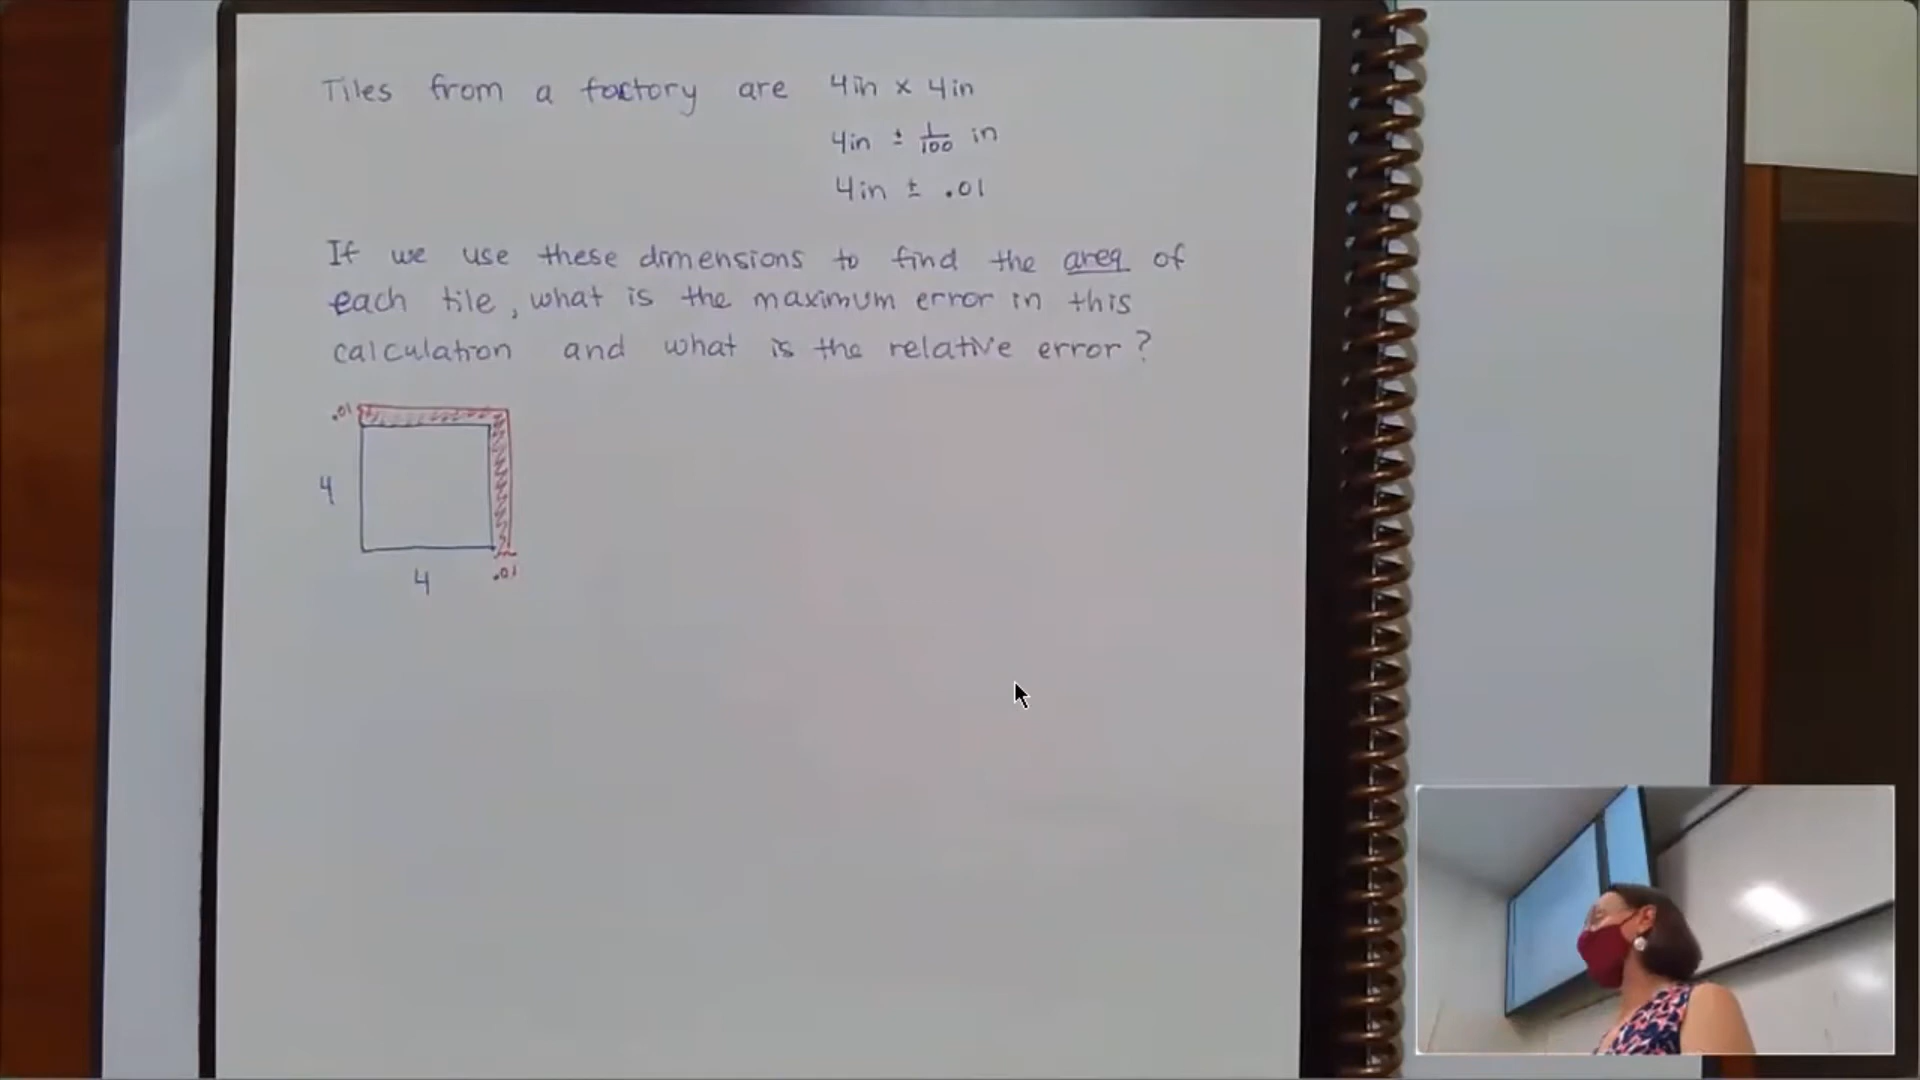 Tiles from a factory are 4in x 4in
4in ± 1/100 in
4in ± .01
If we use these dimensions to find the area of
each tile, what is the maximum error in this
calculation and what is the relative error?
.01
4
4 .01